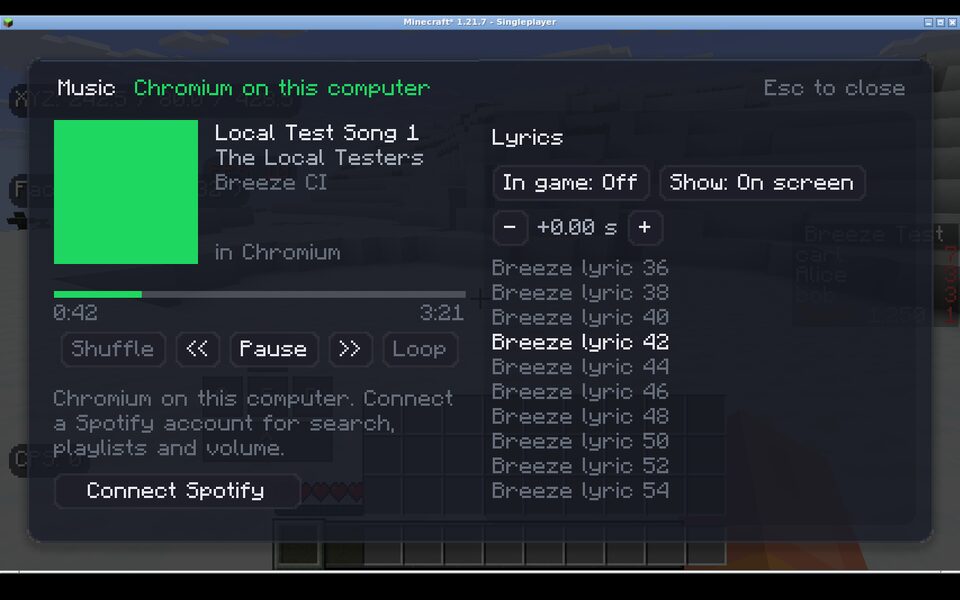 Minecraft* 1.21.7 - Singleplayer
Music Chromium on this computer
Esc to close
Local Test Song 1
The Local Testers
Breeze CI
in Chromium
0:42
3:21
Shuffle << Pause >> Loop
Chromium on this computer. Connect
a Spotify account for search,
playlists and volume.
Connect Spotify
Lyrics
In game: Off Show: On screen
- +0.00 s +
Breeze lyric 36
Breeze lyric 38
Breeze lyric 40
Breeze lyric 42
Breeze lyric 44
Breeze lyric 46
Breeze lyric 48
Breeze lyric 50
Breeze lyric 52
Breeze lyric 54
Breeze Test
Alice